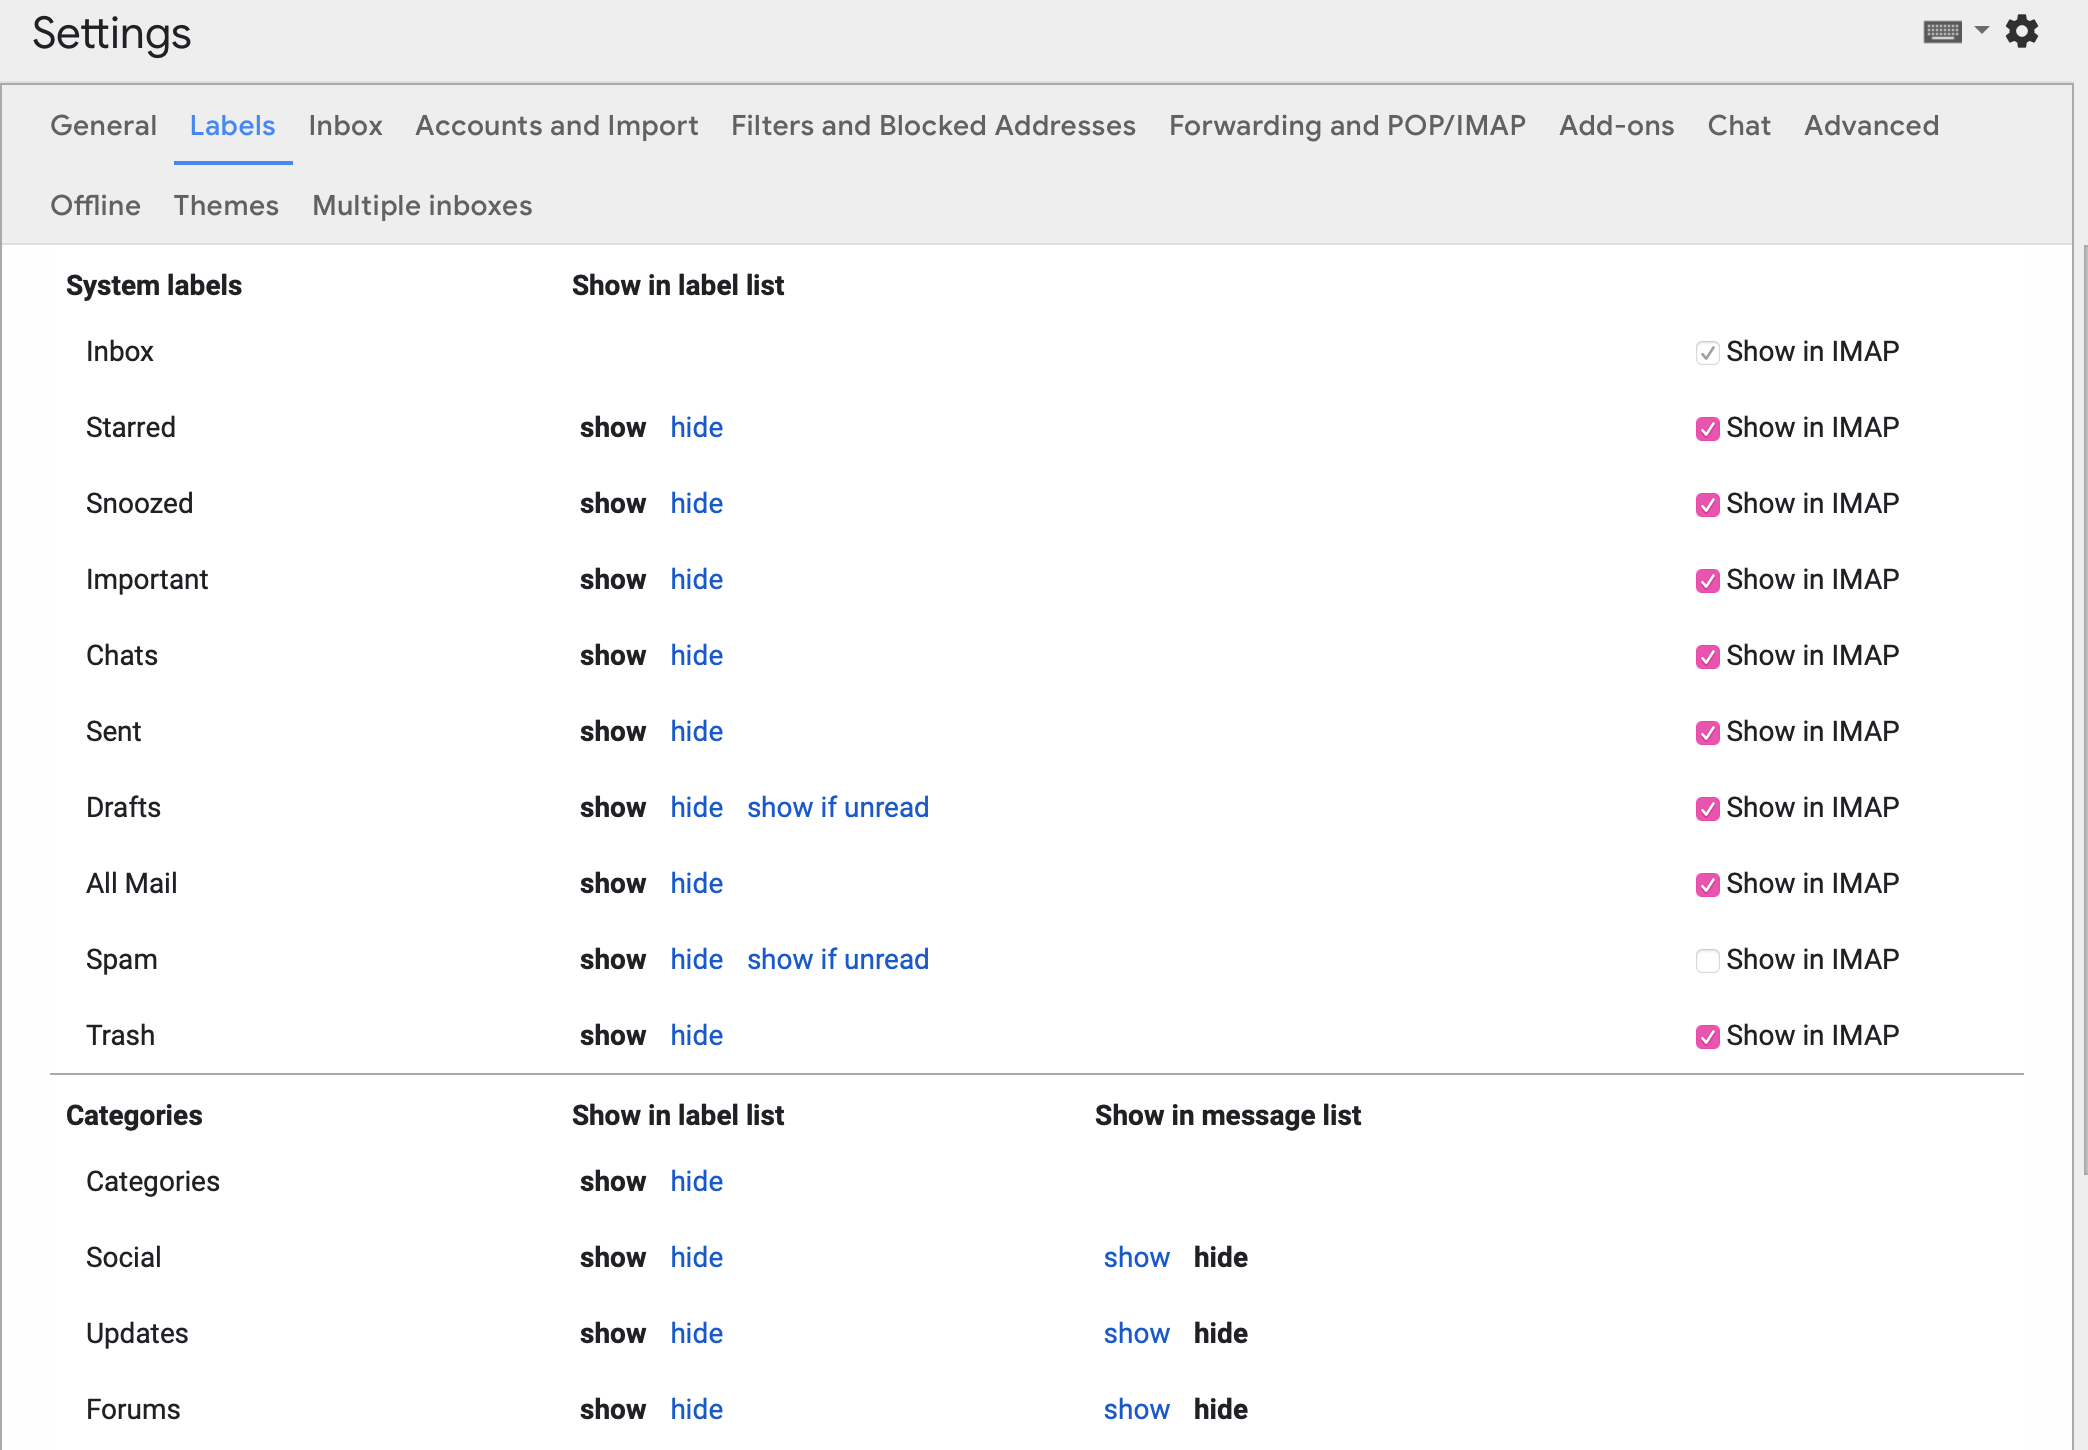 Settings
General Labels Inbox Accounts and Import Filters and Blocked Addresses Forwarding and POP/IMAP Add-ons Chat Advanced
Offline Themes Multiple inboxes
System labels Show in label list
Inbox Show in IMAP
Starred show hide Show in IMAP
Snoozed show hide Show in IMAP
Important show hide Show in IMAP
Chats show hide Show in IMAP
Sent show hide Show in IMAP
Drafts show hide show if unread Show in IMAP
All Mail show hide Show in IMAP
Spam show hide show if unread Show in IMAP
Trash show hide Show in IMAP
Categories Show in label list Show in message list
Categories show hide
Social show hide show hide
Updates show hide show hide
Forums show hide show hide